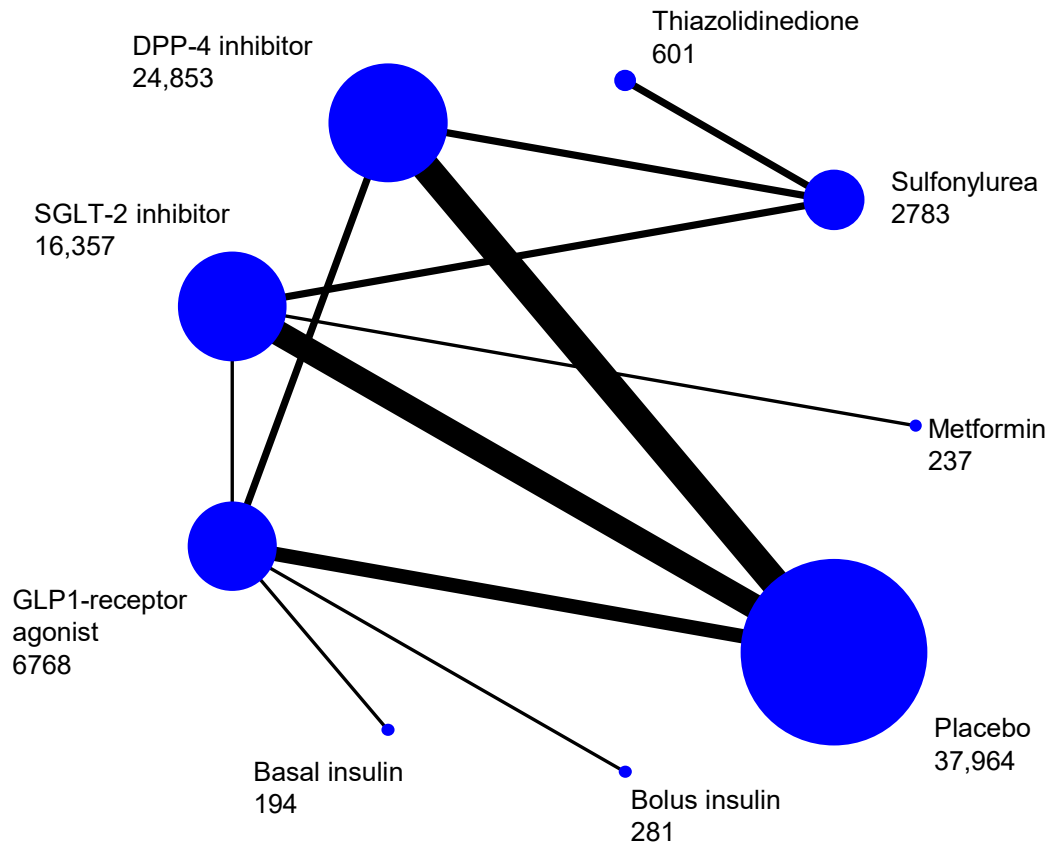 Thiazolidinedione
601
DPP-4 inhibitor
24,853
Sulfonylurea
2783
SGLT-2 inhibitor
16,357
Metformin
237
GLP1-receptor
agonist
6768
Placebo
37,964
Basal insulin
194
Bolus insulin
281